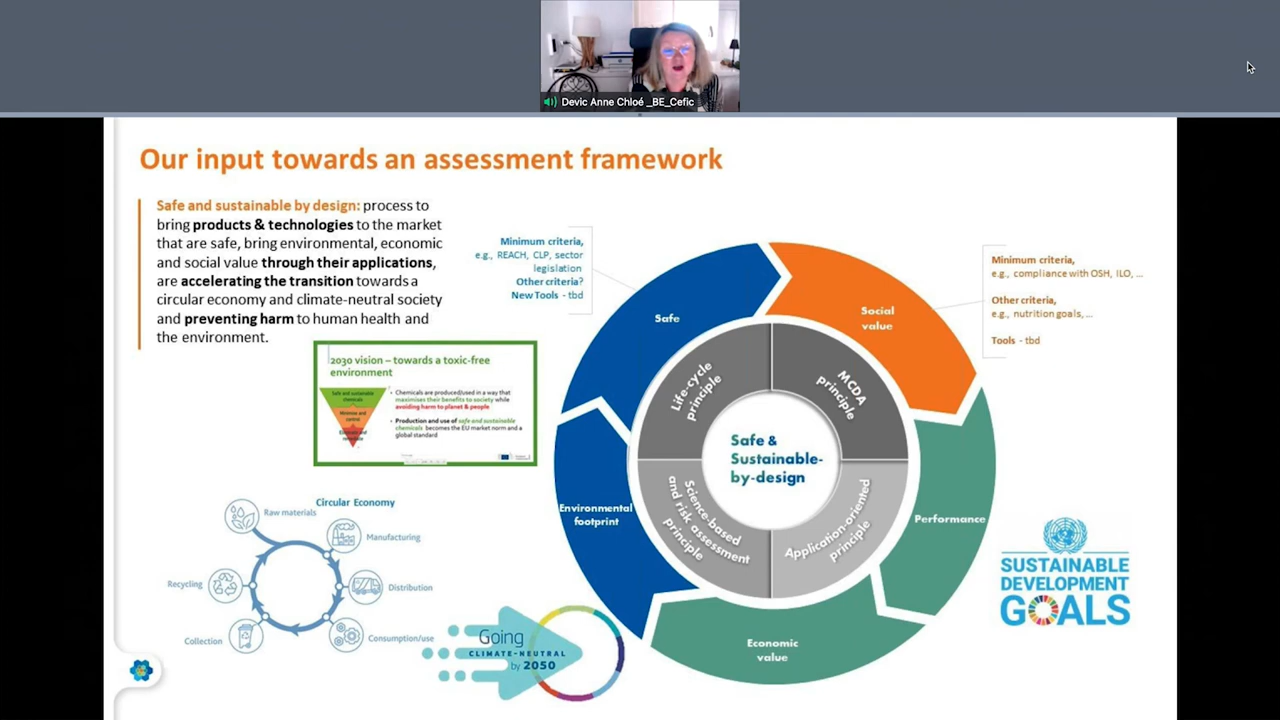 Devic Anne Chloé _BE_Cefic
Our input towards an assessment framework
Safe and sustainable by design: process to
bring products & technologies to the market
that are safe, bring environmental, economic
and social value through their applications,
are accelerating the transition towards a
circular economy and climate-neutral society
and preventing harm to human health and
the environment.
Minimum criteria,
e.g., REACH, CLP, sector
legislation
Other criteria?
New Tools - tbd
Minimum criteria,
e.g., compliance with OSH, ILO, ...
Other criteria,
e.g., nutrition goals, ...
Tools - tbd
Safe
Social
value
Performance
Economic
value
Environmental
footprint
Life-cycle
principle
MCDA
principle
Science-based
and risk assessment
principle
Application-oriented
principle
Safe &
Sustainable-
by-design
2030 vision – towards a toxic-free
environment
Safe and sustainable
chemicals
Minimise and
control
Chemicals are produced/used in a way that
maximises their benefits to society while
avoiding harm to planet & people
Production and use of safe and sustainable
chemicals becomes the EU market norm and a
global standard
Circular Economy
Raw materials
Manufacturing
Distribution
Consumption/use
Collection
Recycling
Going
CLIMATE-NEUTRAL
by 2050
SUSTAINABLE
DEVELOPMENT
GOALS